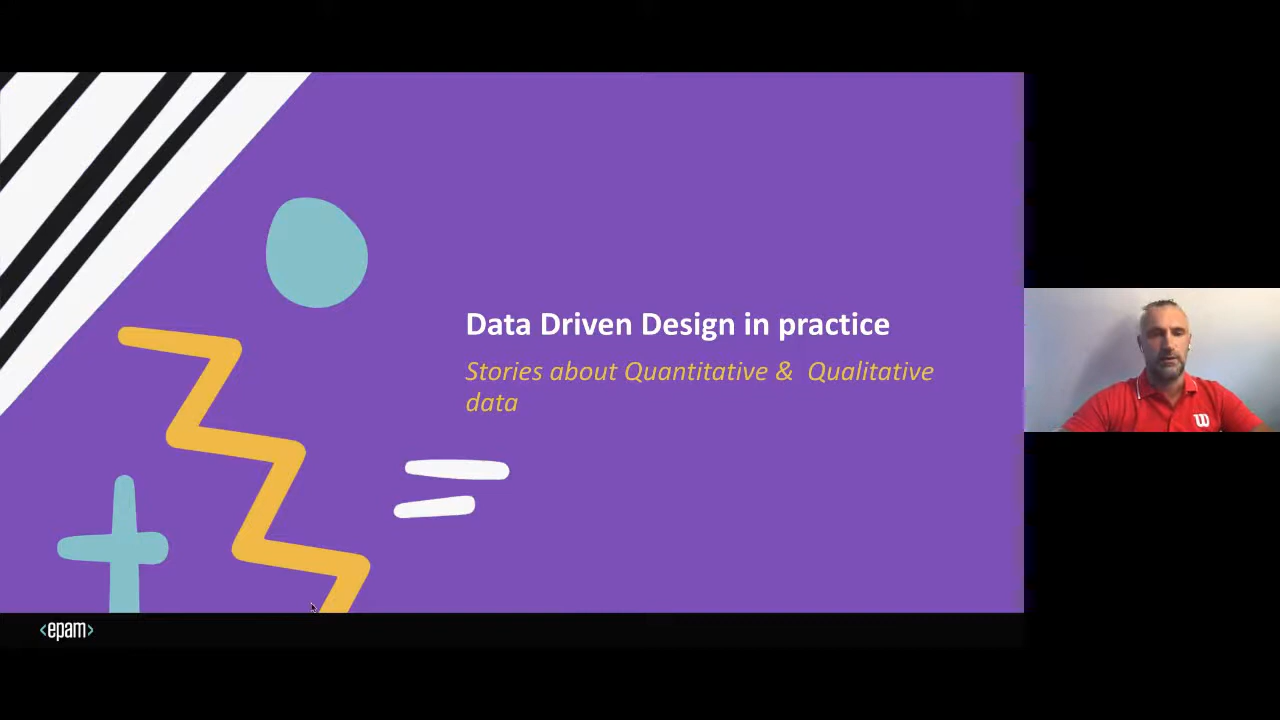 Data Driven Design in practice
Stories about Quantitative & Qualitative
data
W
<epam>